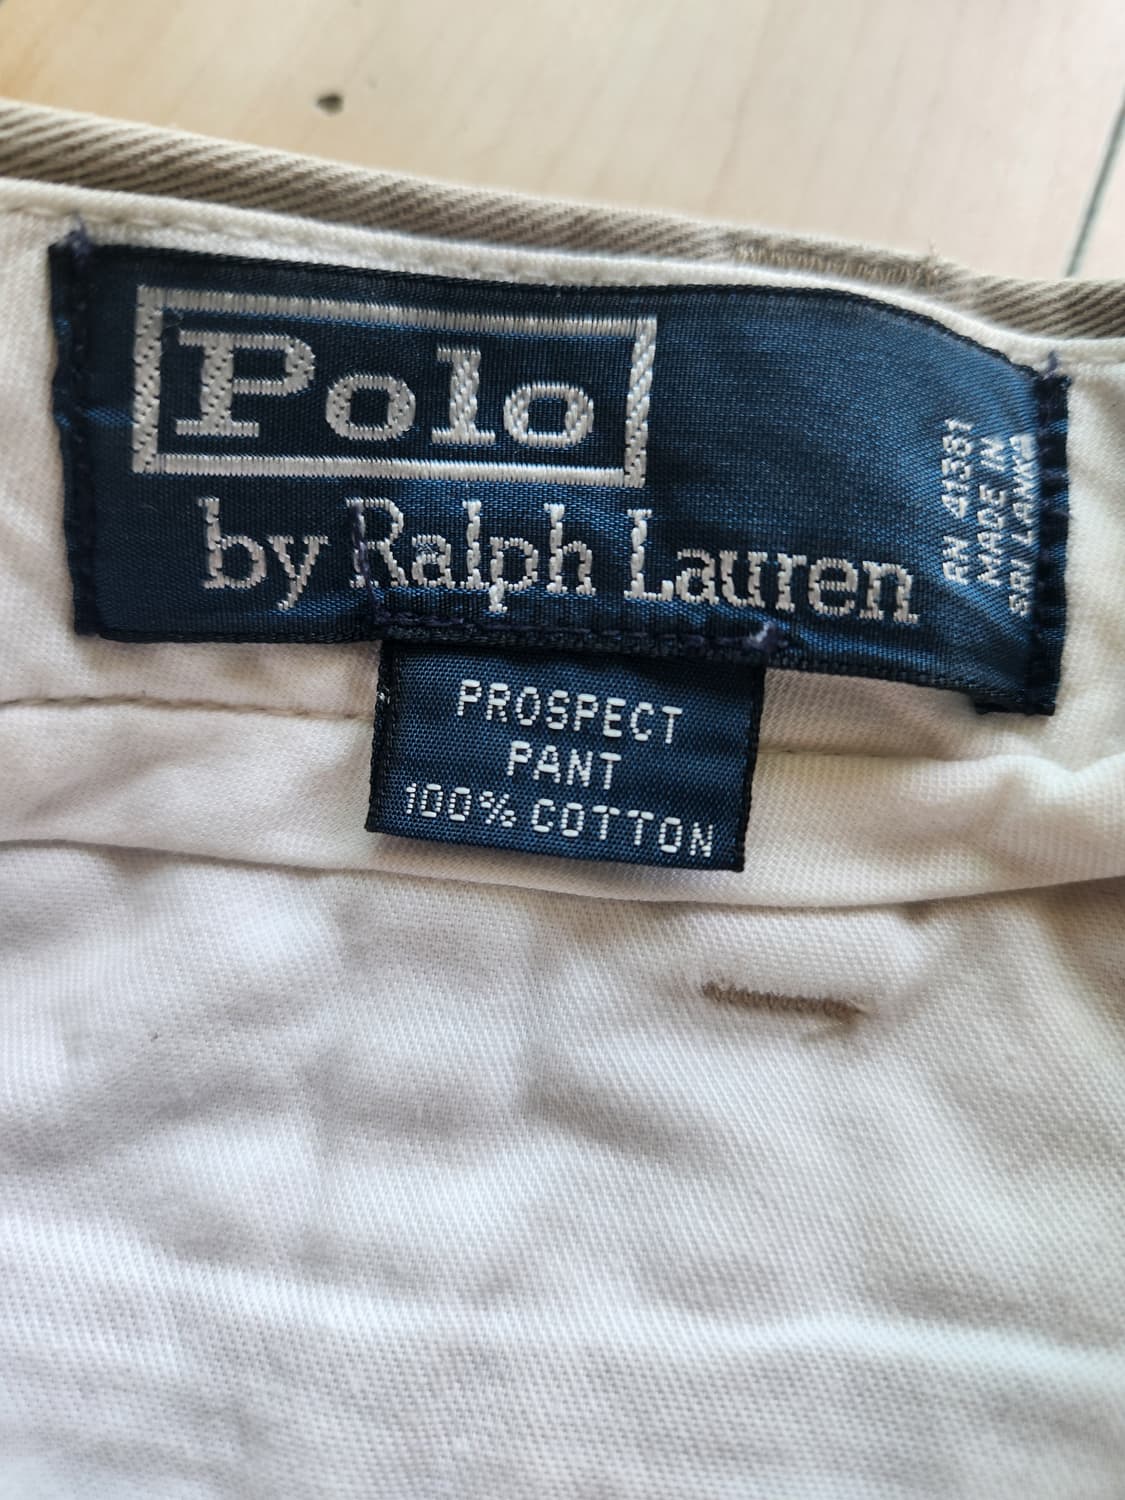 Polo
by Ralph Lauren
RN 41381
MADE IN
SRI LANKA
PROSPECT
PANT
100% COTTON